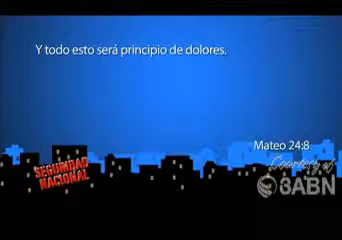 Y todo esto será principio de dolores.
Mateo 24:8
SEGURIDAD
NACIONAL
Courtesy of
3ABN